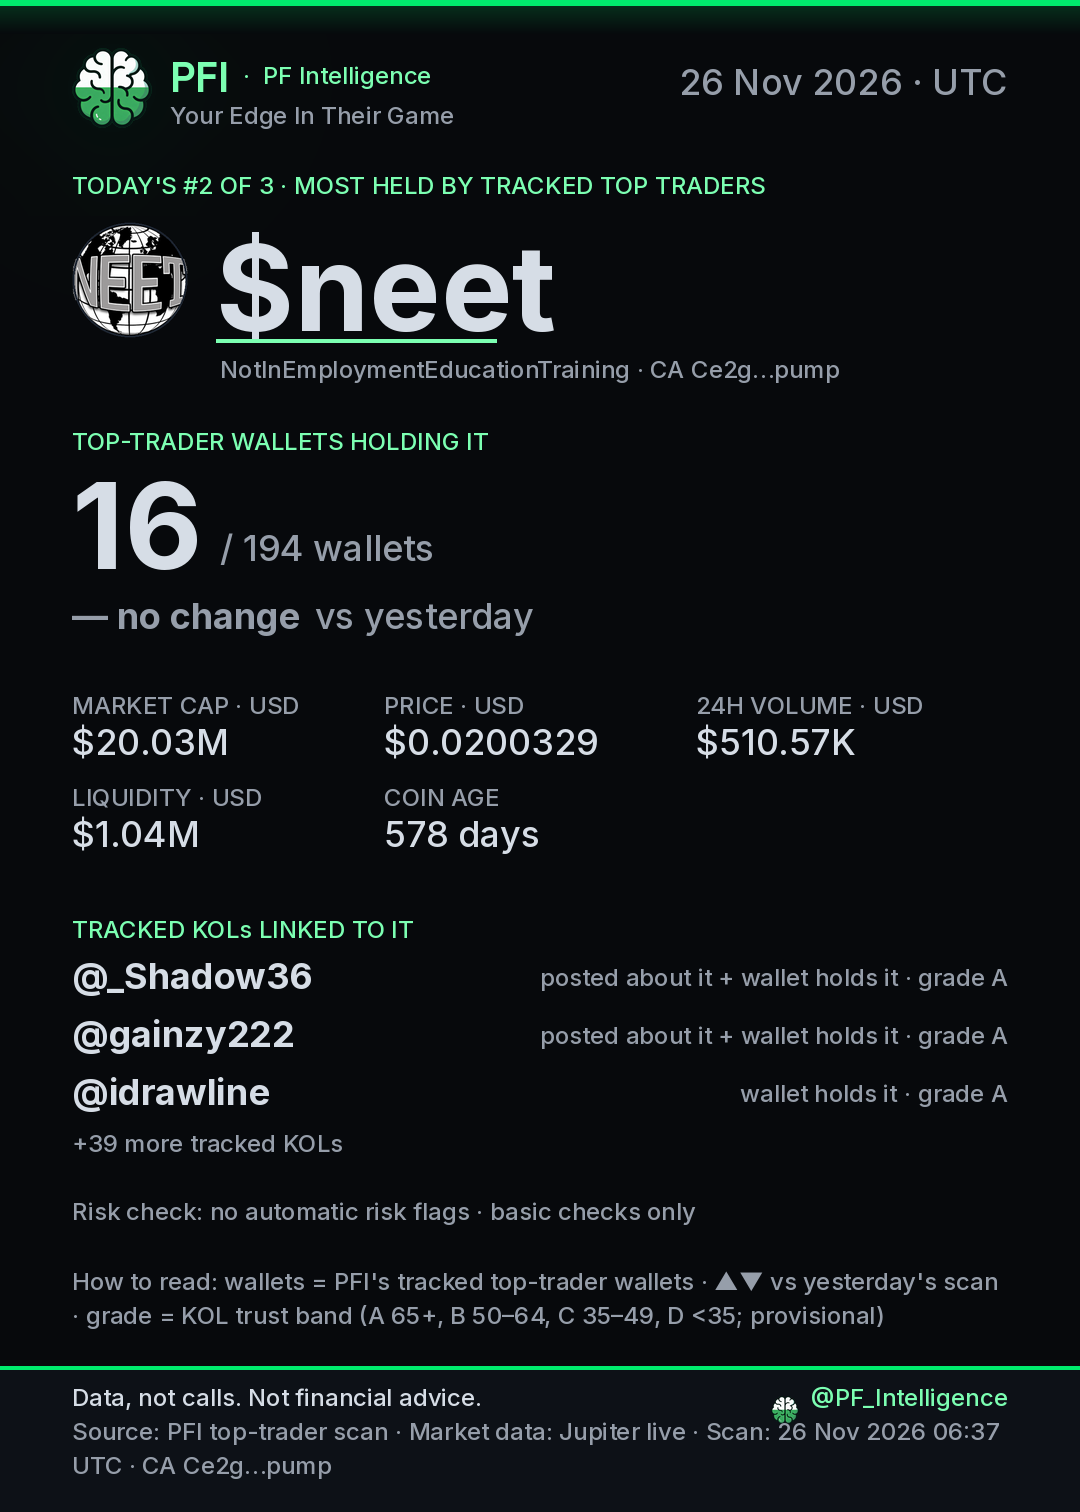 PFI · PF Intelligence
26 Nov 2026 · UTC
Your Edge In Their Game
TODAY'S #2 OF 3 · MOST HELD BY TRACKED TOP TRADERS
NEET
$neet
NotInEmploymentEducationTraining · CA Ce2g…pump
TOP-TRADER WALLETS HOLDING IT
16 / 194 wallets
— no change vs yesterday
MARKET CAP · USD
$20.03M
PRICE · USD
$0.0200329
24H VOLUME · USD
$510.57K
LIQUIDITY · USD
$1.04M
COIN AGE
578 days
TRACKED KOLs LINKED TO IT
@_Shadow36 posted about it + wallet holds it · grade A
@gainzy222 posted about it + wallet holds it · grade A
@idrawline wallet holds it · grade A
+39 more tracked KOLs
Risk check: no automatic risk flags · basic checks only
How to read: wallets = PFI's tracked top-trader wallets · ▲▼ vs yesterday's scan
· grade = KOL trust band (A 65+, B 50–64, C 35–49, D <35; provisional)
Data, not calls. Not financial advice.
@PF_Intelligence
Source: PFI top-trader scan · Market data: Jupiter live · Scan: 26 Nov 2026 06:37
UTC · CA Ce2g…pump